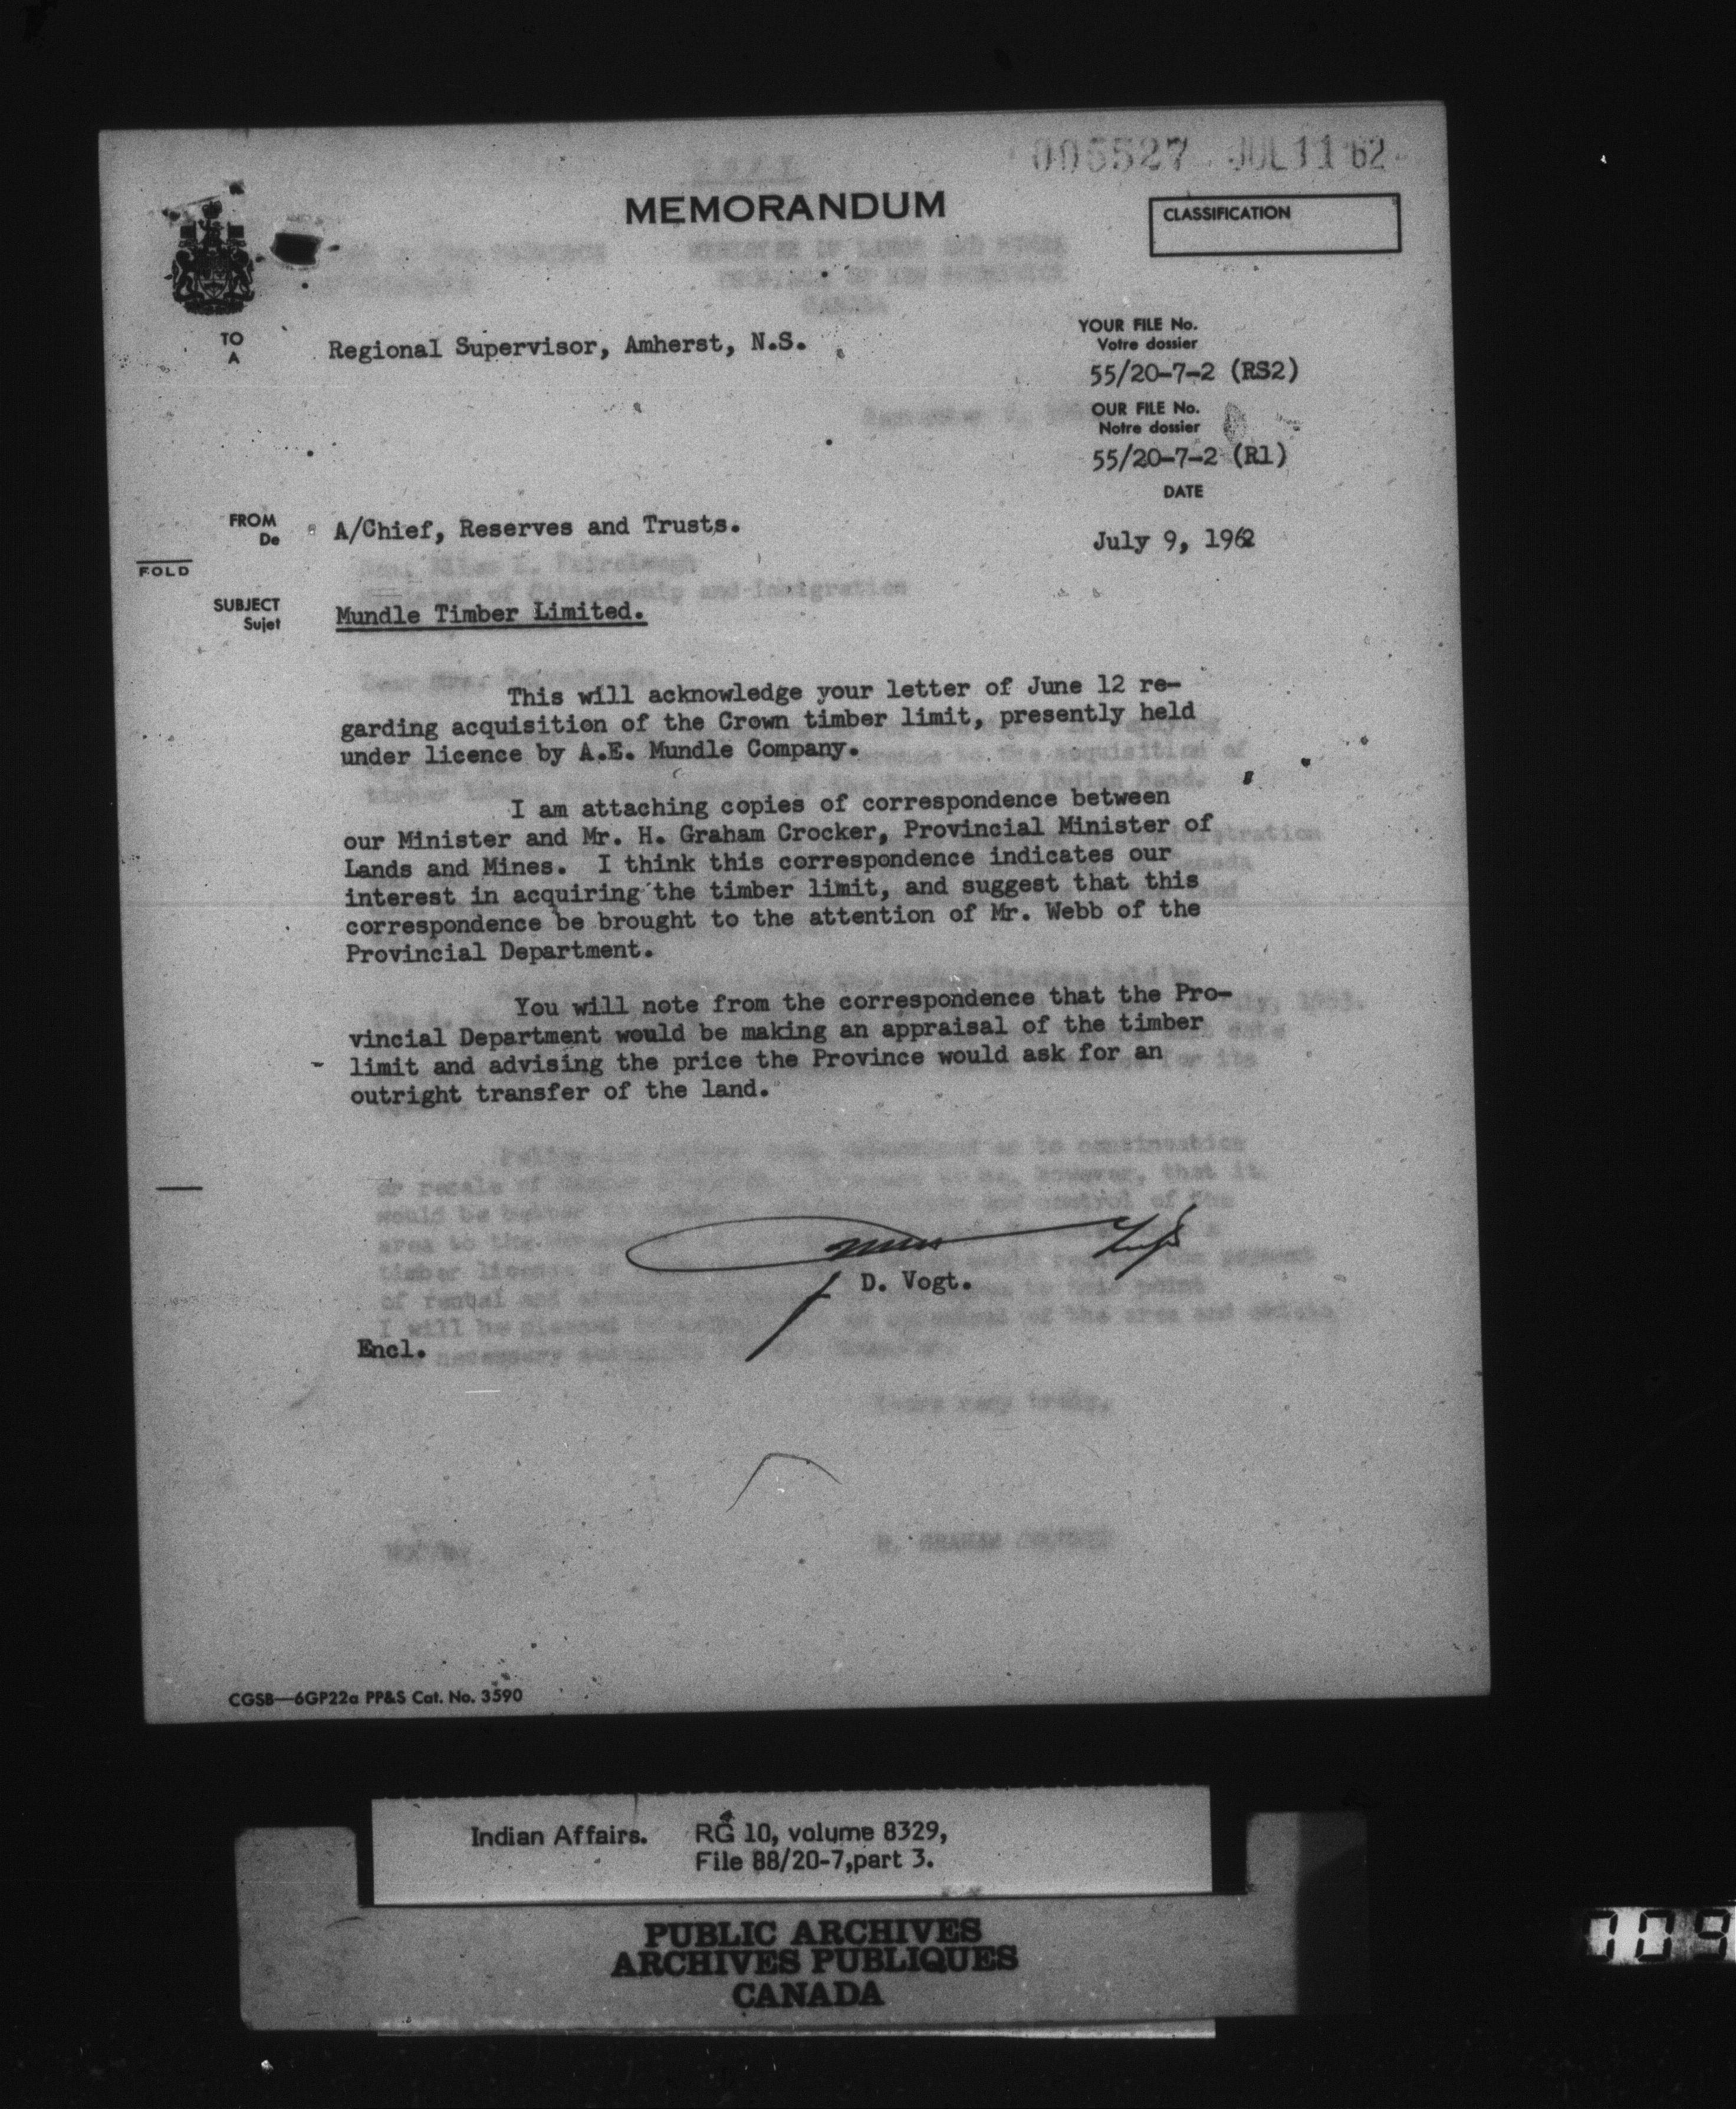 005527 JUL 11 '62
MEMORANDUM
CLASSIFICATION
TO
A
Regional Supervisor, Amherst, N.S.
YOUR FILE No.
Votre dossier
55/20-7-2 (RS2)
OUR FILE No.
Notre dossier
55/20-7-2 (R1)
DATE
FROM
De
A/Chief, Reserves and Trusts.
July 9, 1962
FOLD
SUBJECT
Sujet
Mundle Timber Limited.
This will acknowledge your letter of June 12 re-
garding acquisition of the Crown timber limit, presently held
under licence by A.E. Mundle Company.
I am attaching copies of correspondence between
our Minister and Mr. H. Graham Crocker, Provincial Minister of
Lands and Mines. I think this correspondence indicates our
interest in acquiring the timber limit, and suggest that this
correspondence be brought to the attention of Mr. Webb of the
Provincial Department.
You will note from the correspondence that the Pro-
vincial Department would be making an appraisal of the timber
limit and advising the price the Province would ask for an
outright transfer of the land.
D. Vogt.
Encl.
CGSB-6GP22a PP&S Cat. No. 3590
Indian Affairs. RG 10, volume 8329,
File 88/20-7,part 3.
PUBLIC ARCHIVES
ARCHIVES PUBLIQUES
CANADA
709